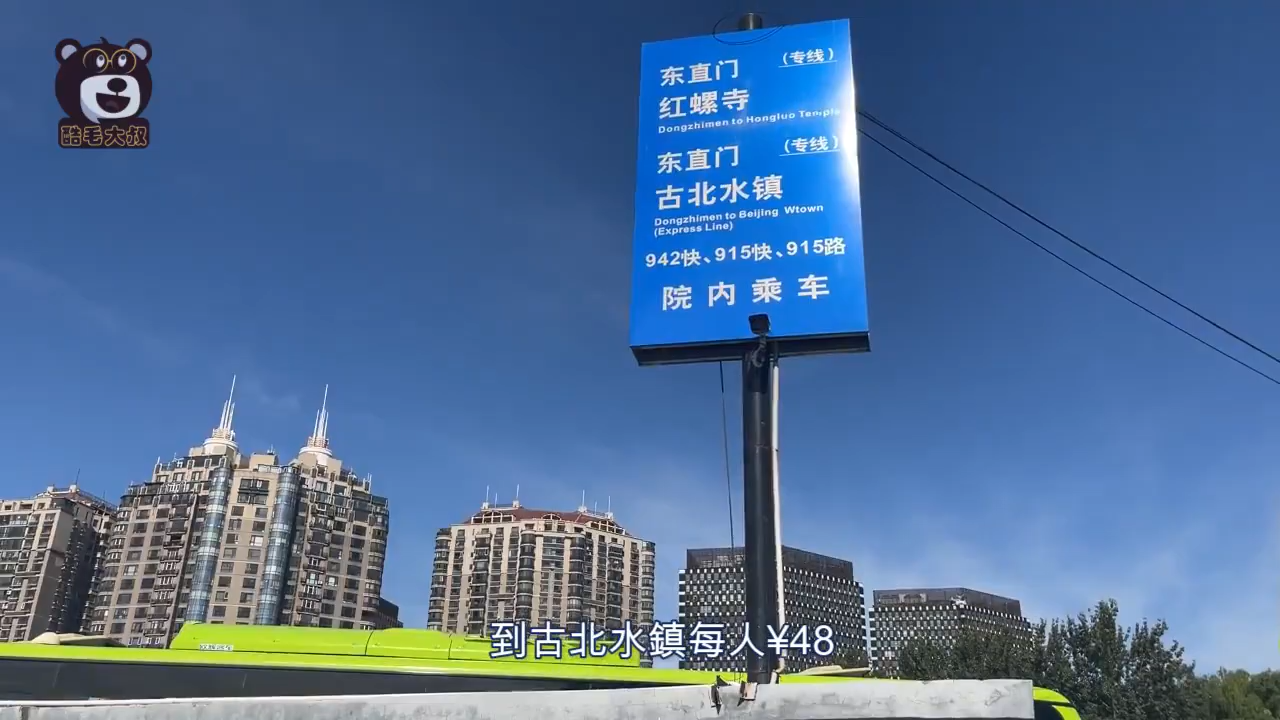 酷毛大叔
东直门 (专线)
红螺寺
Dongzhimen to Hongluo Temple
东直门 (专线)
古北水镇
Dongzhimen to Beijing Wtown
(Express Line)
942快、915快、915路
院内乘车
到古北水鎮每人¥48